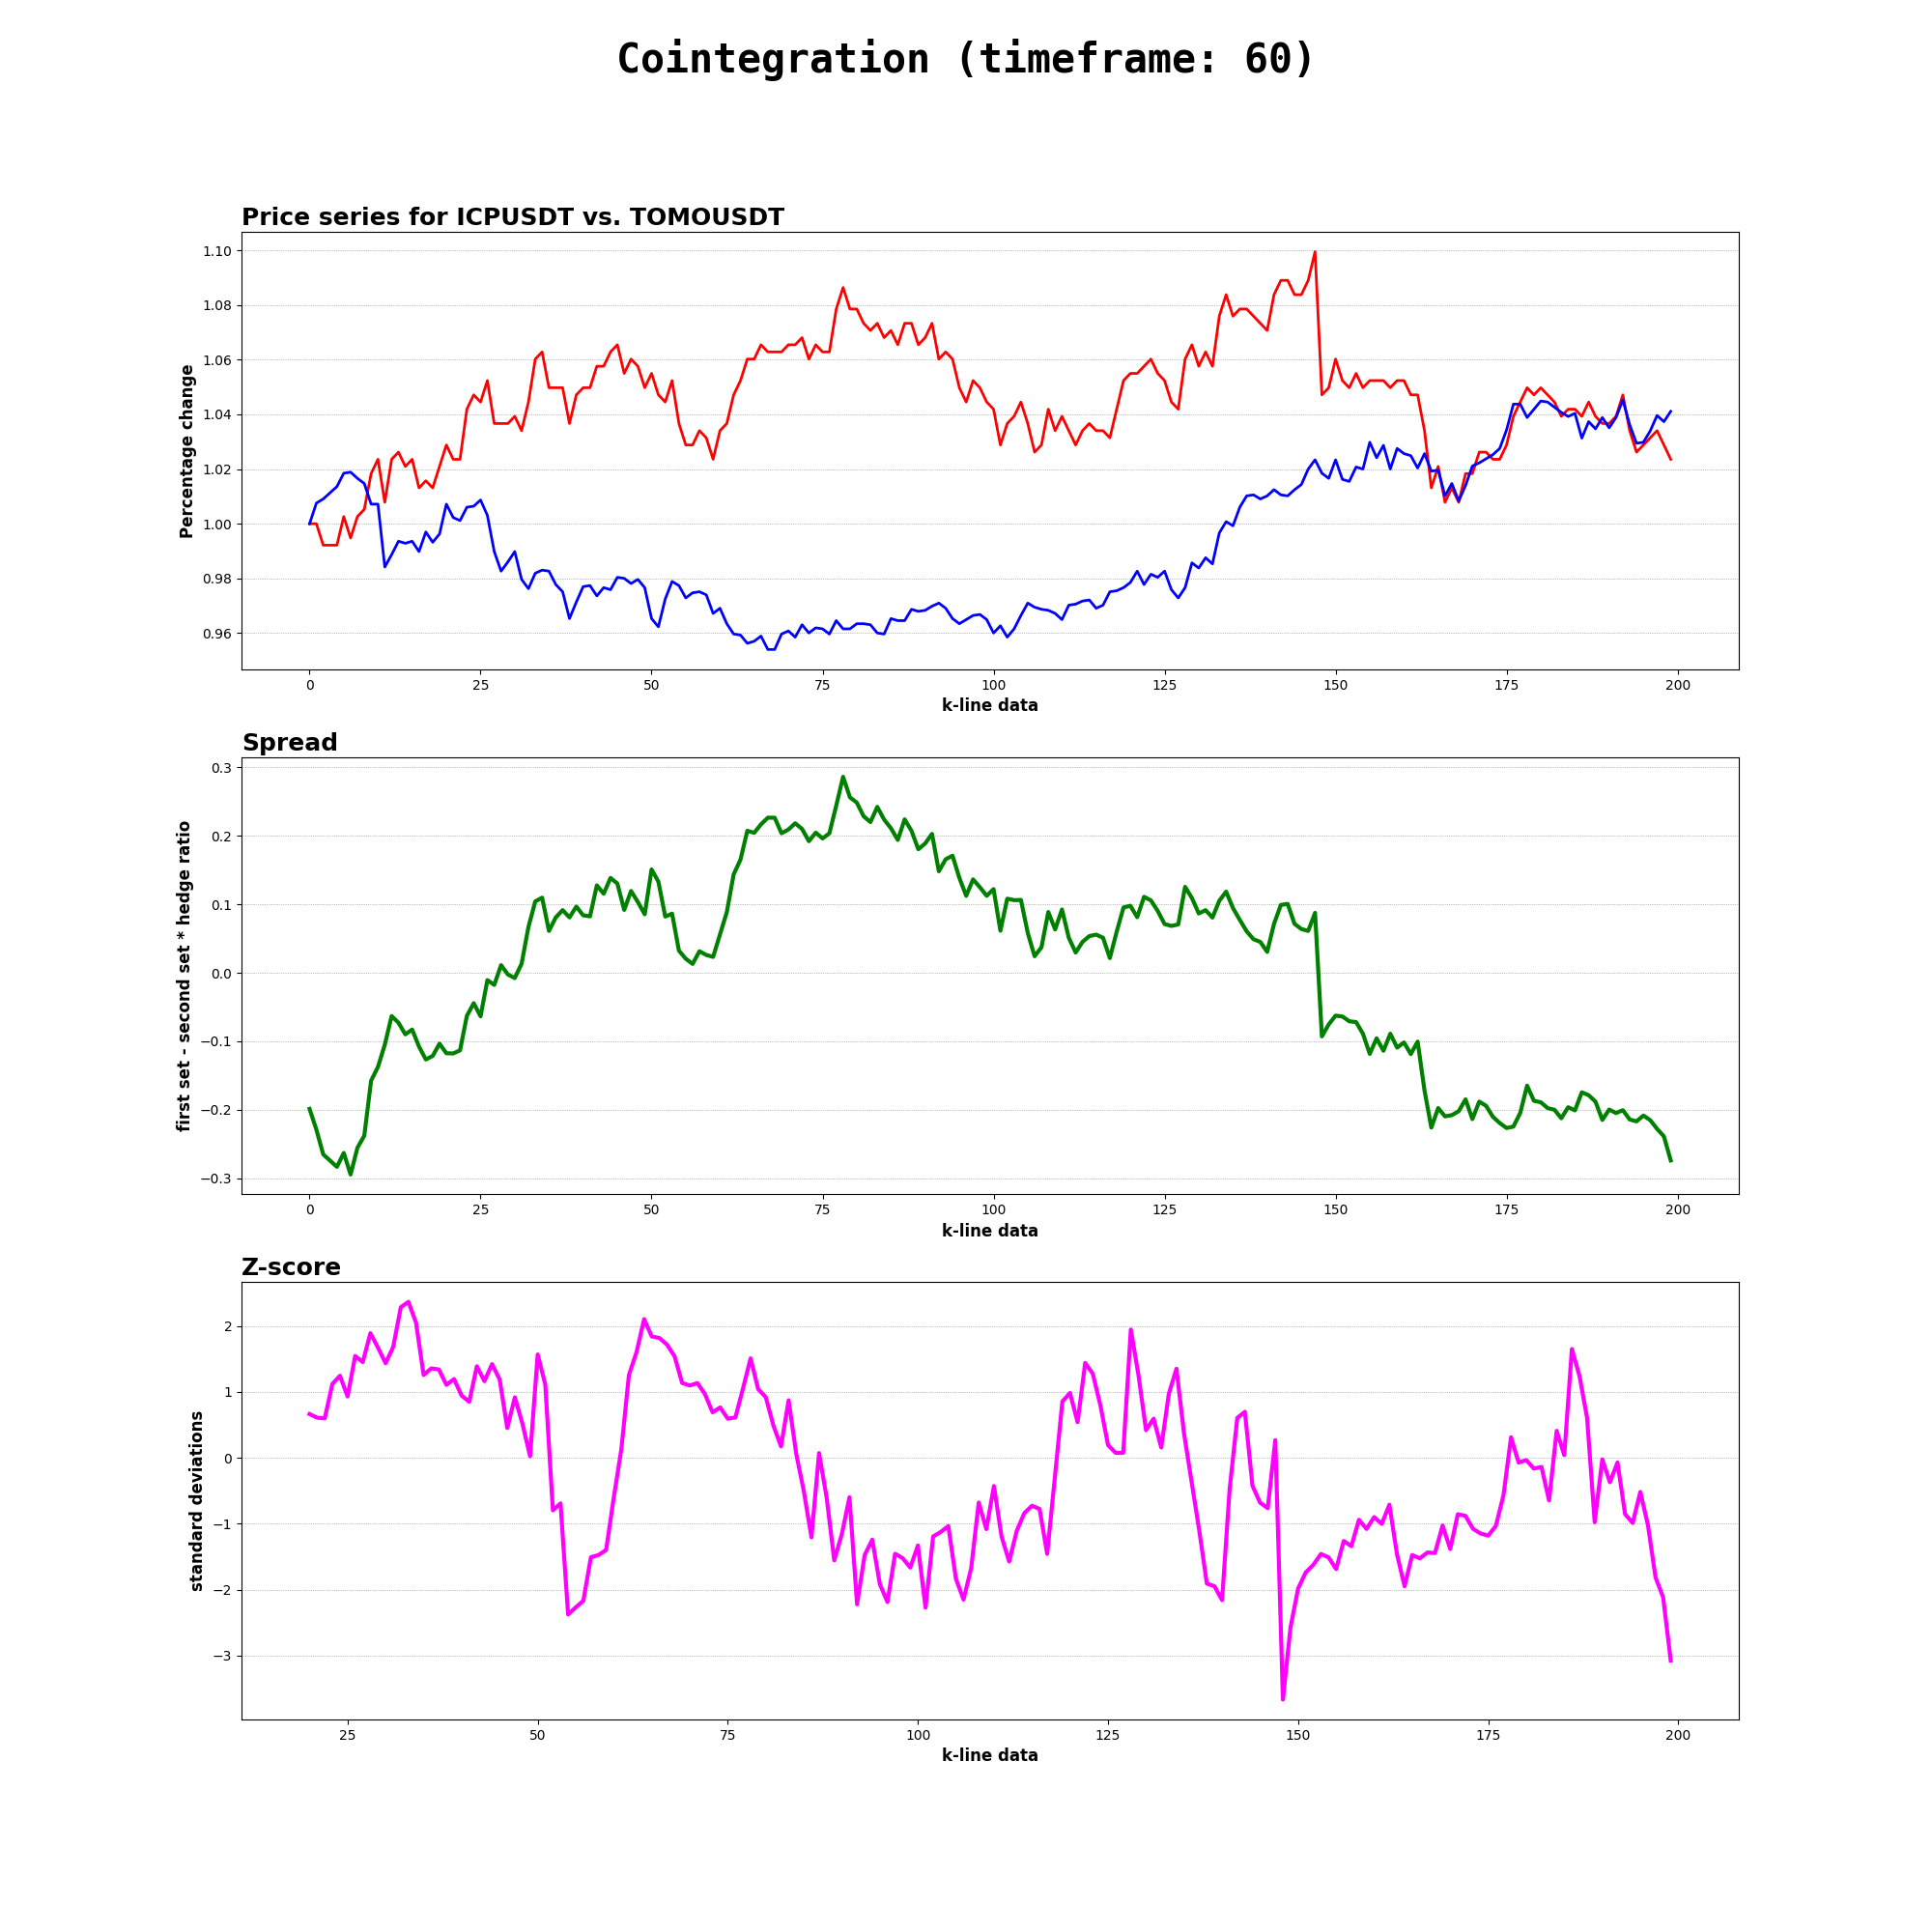 Cointegration (timeframe: 60)
Price series for ICPUSDT vs. TOMOUSDT
Percentage change
1.10
1.08
1.06
1.04
1.02
1.00
0.98
0.96
0 25 50 75 100 125 150 175 200
k-line data
Spread
first set - second set * hedge ratio
0.3
0.2
0.1
0.0
−0.1
−0.2
−0.3
0 25 50 75 100 125 150 175 200
k-line data
Z-score
standard deviations
2
1
0
−1
−2
−3
25 50 75 100 125 150 175 200
k-line data